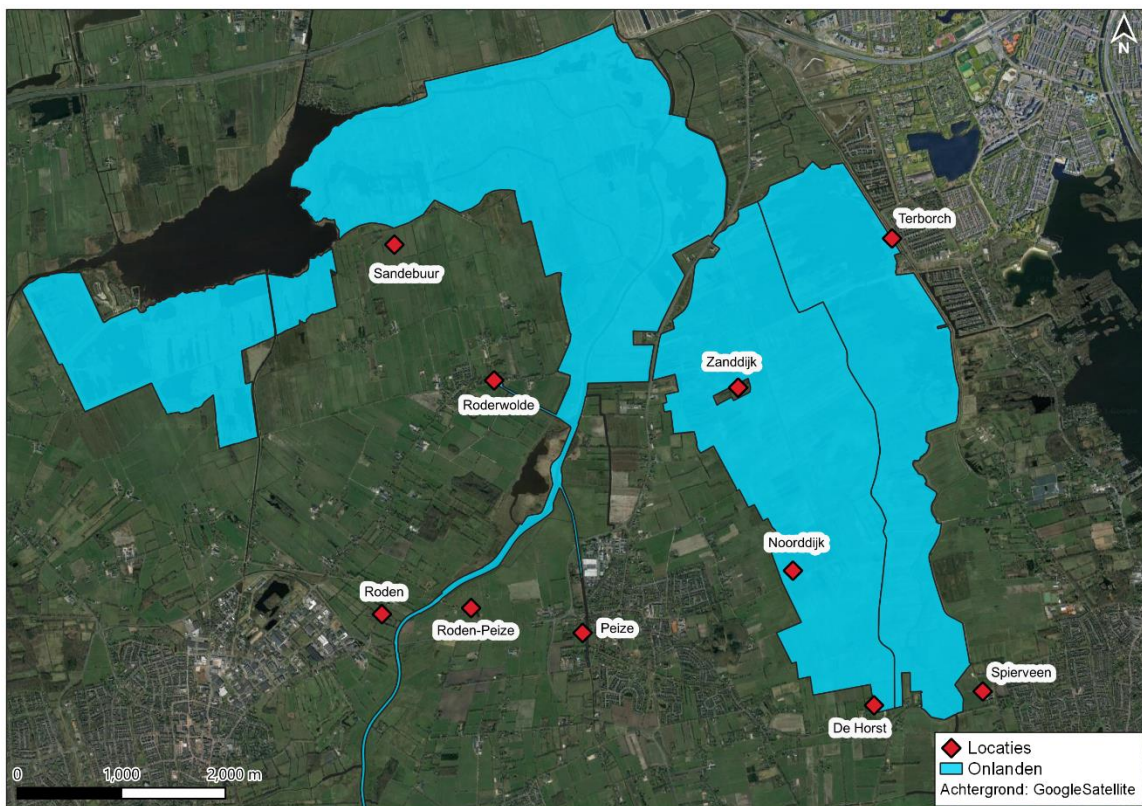 N
Terborch
Sandebuur
Zanddijk
Roderwolde
Noorddijk
Roden
Roden-Peize
Peize
Spierveen
De Horst
0 1,000 2,000 m
Locaties
Onlanden
Achtergrond: GoogleSatellite